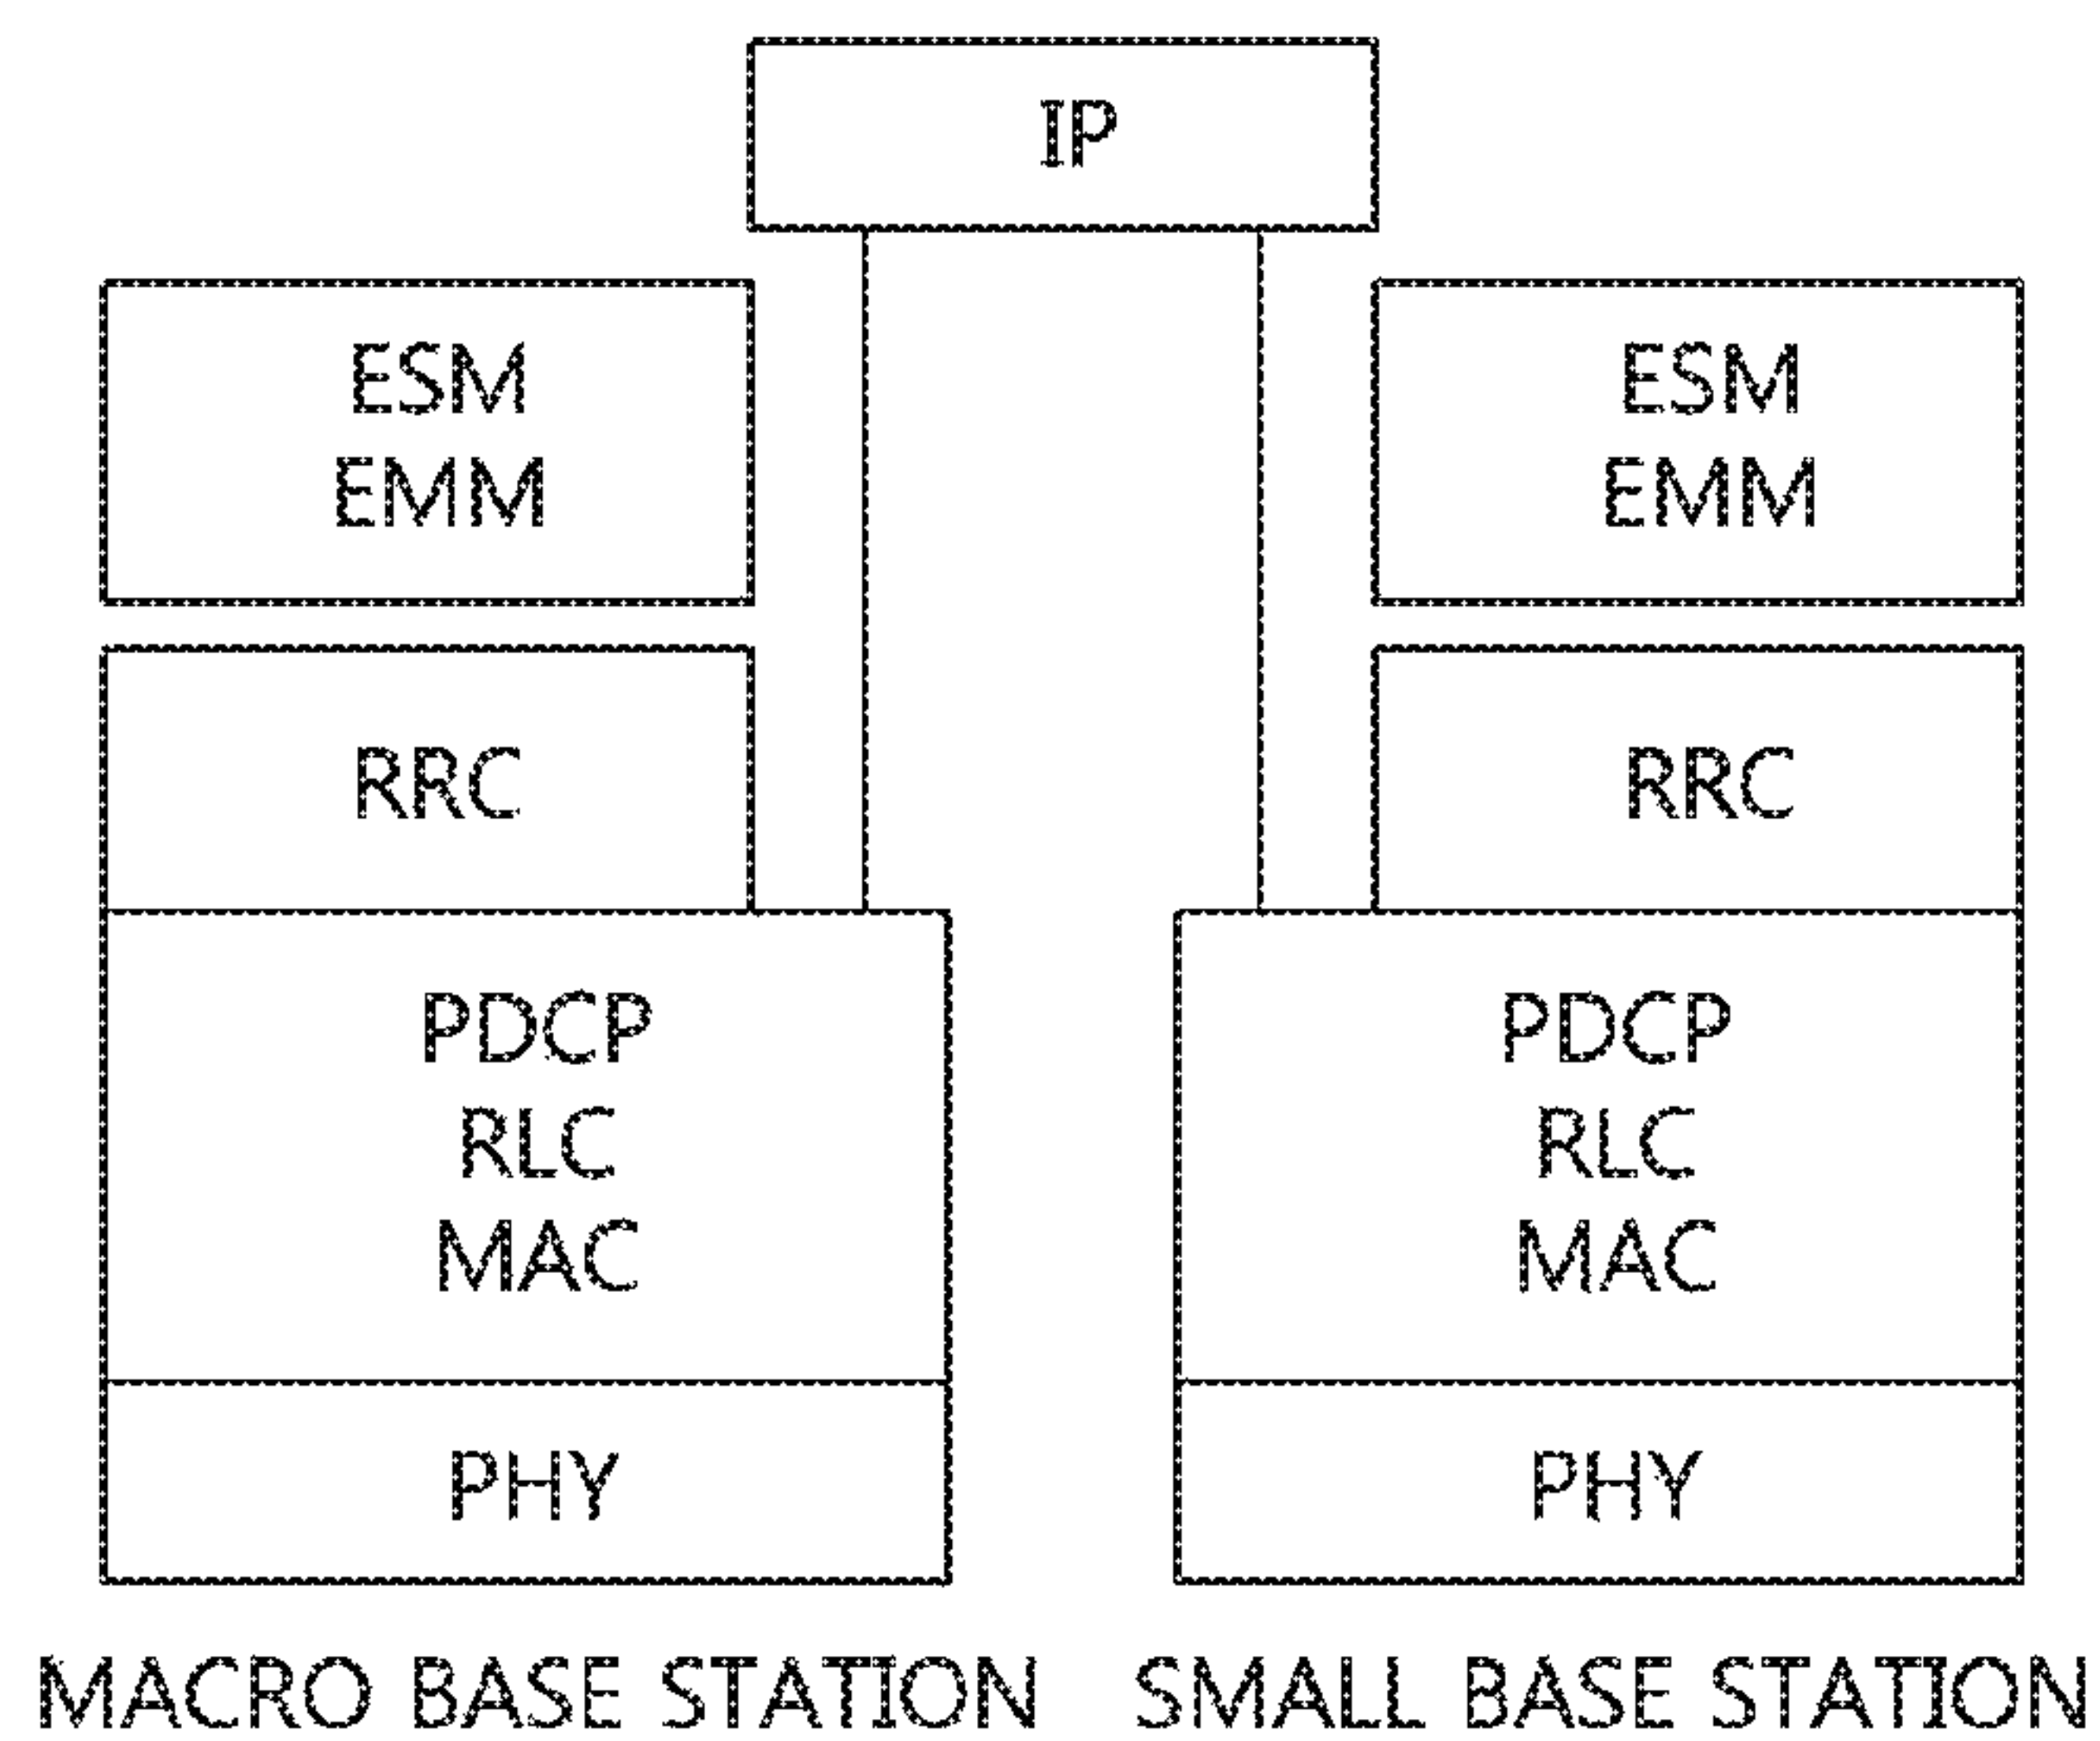 IP
ESM
EMM
RRC
PDCP
RLC
MAC
PHY
MACRO BASE STATION
ESM
EMM
RRC
PDCP
RLC
MAC
PHY
SMALL BASE STATION